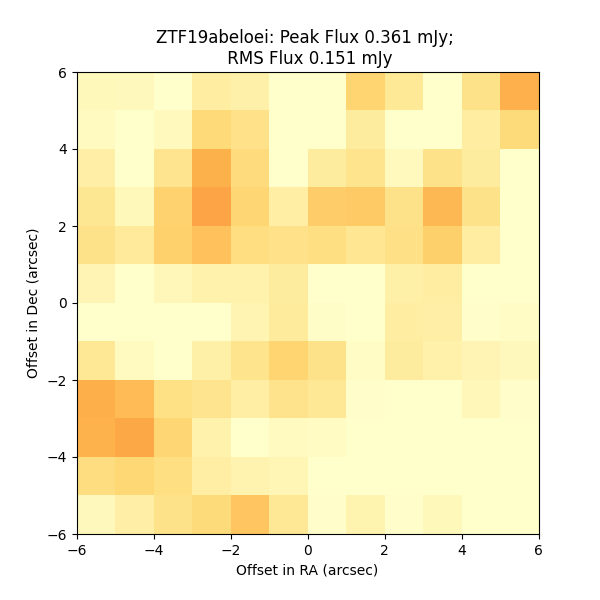 ZTF19abeloei: Peak Flux 0.361 mJy;
RMS Flux 0.151 mJy
6
4
2
0
−2
−4
−6
Offset in Dec (arcsec)
−6 −4 −2 0 2 4 6
Offset in RA (arcsec)